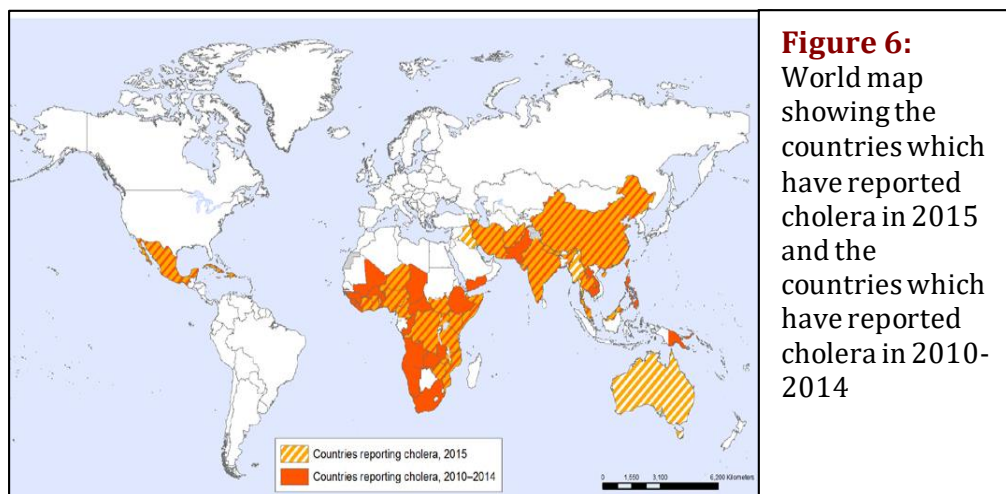 Figure 6:
World map
showing the
countries which
have reported
cholera in 2015
and the
countries which
have reported
cholera in 2010-
2014
Countries reporting cholera, 2015
Countries reporting cholera, 2010–2014
0 1,550 3,100 6,200 Kilometers